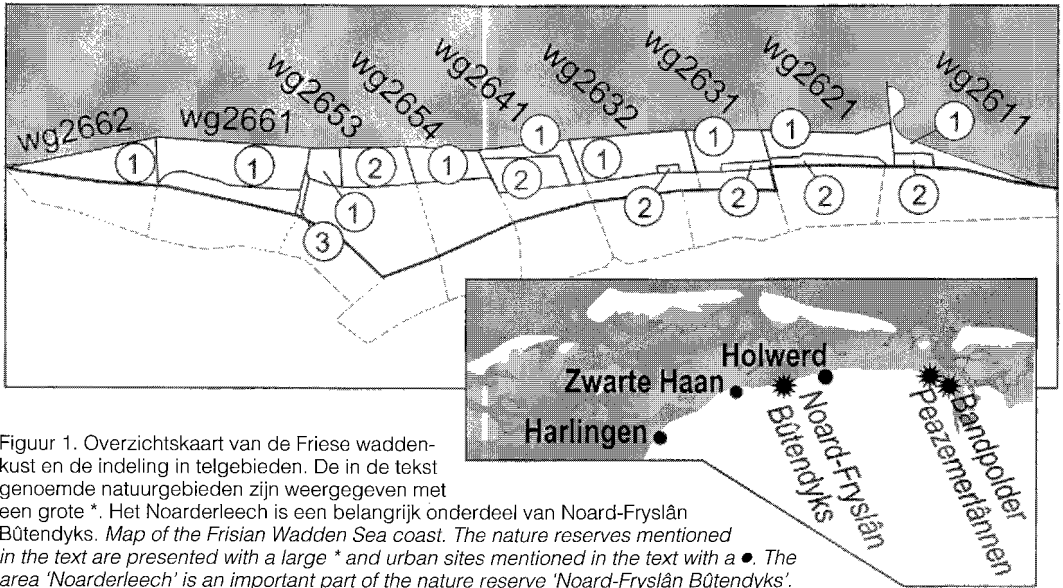 wg2662
wg2661
wg2653
wg2654
wg2641
wg2632
wg2631
wg2621
wg2611
1
1
1
2
1
1
2
1
2
1
2
1
2
1
2
3
Holwerd
Zwarte Haan
Harlingen
Noard-Fryslân
Bûtendyks
Peazemerlânnen
Bandpolder
Figuur 1. Overzichtskaart van de Friese wadden-
kust en de indeling in telgebieden. De in de tekst
genoemde natuurgebieden zijn weergegeven met
een grote *. Het Noarderleech is een belangrijk onderdeel van Noard-Fryslân
Bûtendyks. Map of the Frisian Wadden Sea coast. The nature reserves mentioned
in the text are presented with a large * and urban sites mentioned in the text with a ●. The
area 'Noarderleech' is an important part of the nature reserve 'Noard-Fryslân Bûtendyks'.